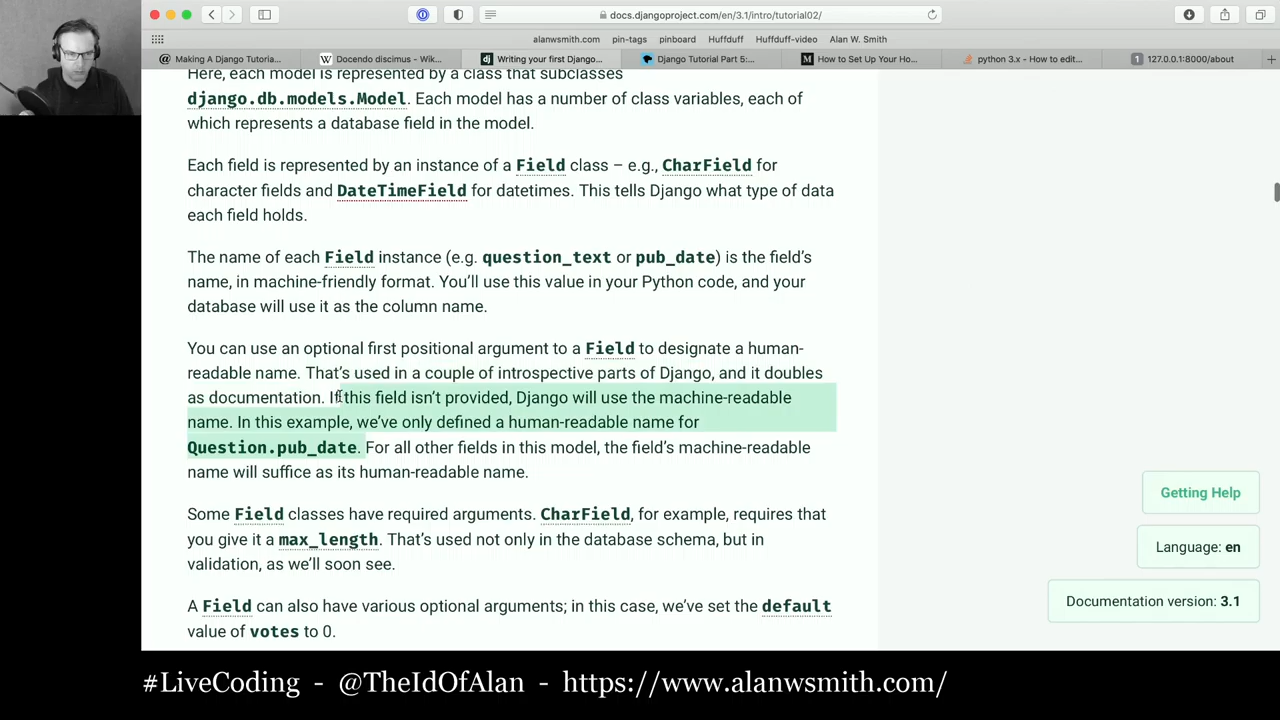 docs.djangoproject.com/en/3.1/intro/tutorial02/
alanwsmith.com pin-tags pinboard Huffduff Huffduff-video Alan W. Smith
Making A Django Tutoria... Docendo discimus - Wik... Writing your first Django... Django Tutorial Part 5:... How to Set Up Your Ho... python 3.x - How to edit... 1 127.0.0.1:8000/about
Here, each model is represented by a class that subclasses
django.db.models.Model. Each model has a number of class variables, each of
which represents a database field in the model.
Each field is represented by an instance of a Field class – e.g., CharField for
character fields and DateTimeField for datetimes. This tells Django what type of data
each field holds.
The name of each Field instance (e.g. question_text or pub_date) is the field's
name, in machine-friendly format. You'll use this value in your Python code, and your
database will use it as the column name.
You can use an optional first positional argument to a Field to designate a human-
readable name. That's used in a couple of introspective parts of Django, and it doubles
as documentation. If this field isn't provided, Django will use the machine-readable
name. In this example, we've only defined a human-readable name for
Question.pub_date. For all other fields in this model, the field's machine-readable
name will suffice as its human-readable name.
Some Field classes have required arguments. CharField, for example, requires that
you give it a max_length. That's used not only in the database schema, but in
validation, as we'll soon see.
A Field can also have various optional arguments; in this case, we've set the default
value of votes to 0.
Getting Help
Language: en
Documentation version: 3.1
#LiveCoding - @TheIdOfAlan - https://www.alanwsmith.com/